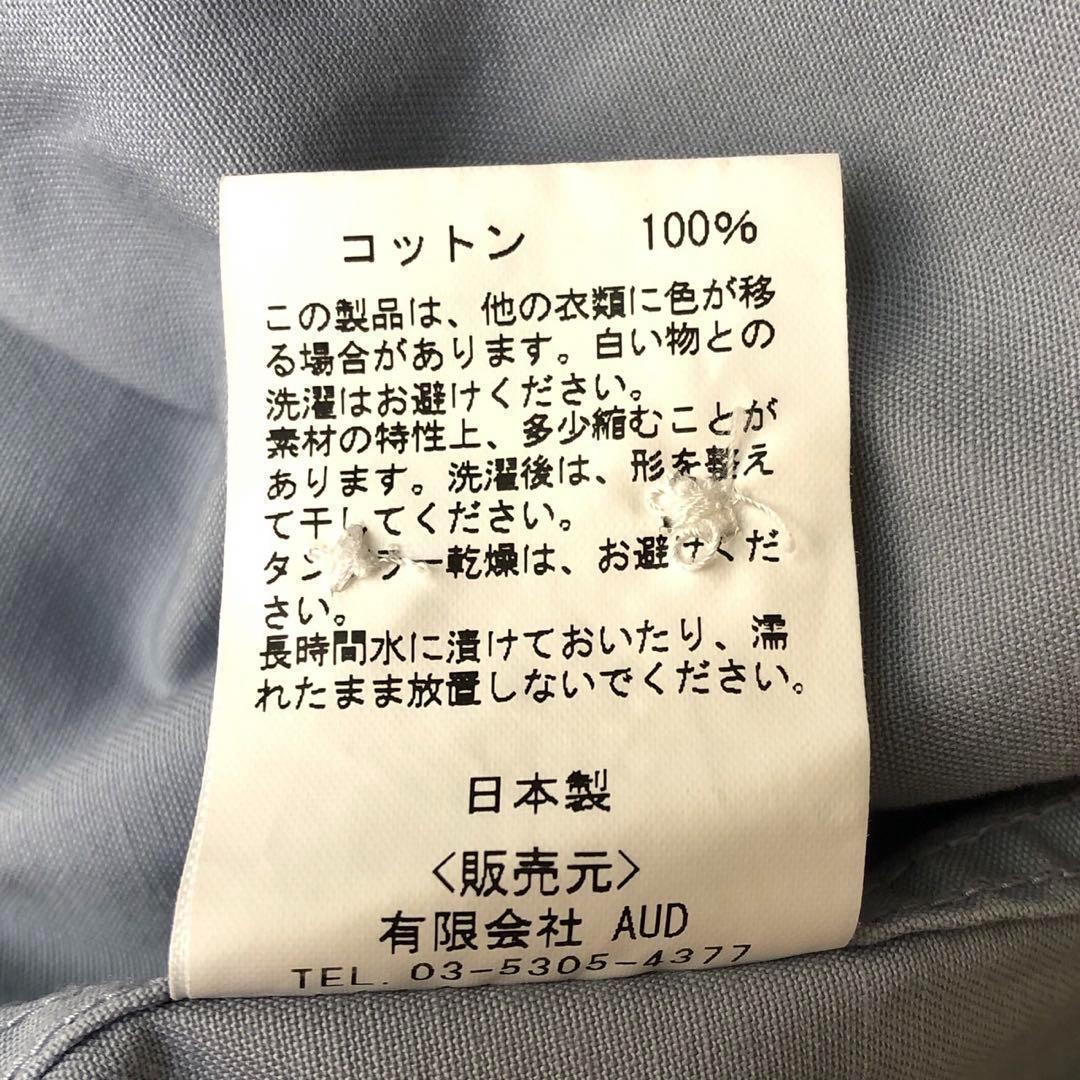 コットン 100%
この製品は、他の衣類に色が移
る場合があります。白い物との
洗濯はお避けください。
素材の特性上、多少縮むことが
あります。洗濯後は、形を整え
て干してください。
タンブラー乾燥は、お避けくだ
さい。
長時間水に漬けておいたり、濡
れたまま放置しないでください。
日本製
〈販売元〉
有限会社 AUD
TEL. 03-5305-4377